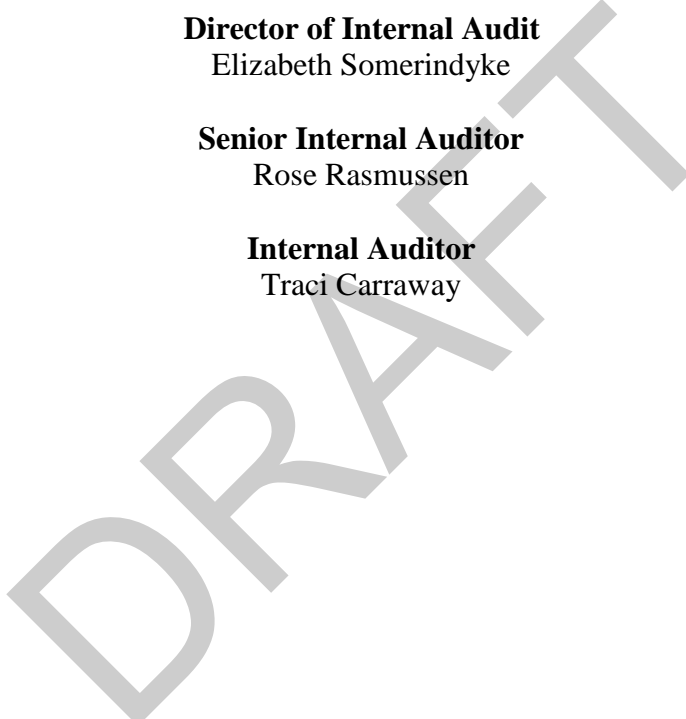 Director of Internal Audit
Elizabeth Somerindyke
Senior Internal Auditor
Rose Rasmussen
Internal Auditor
Traci Carraway
DRAFT